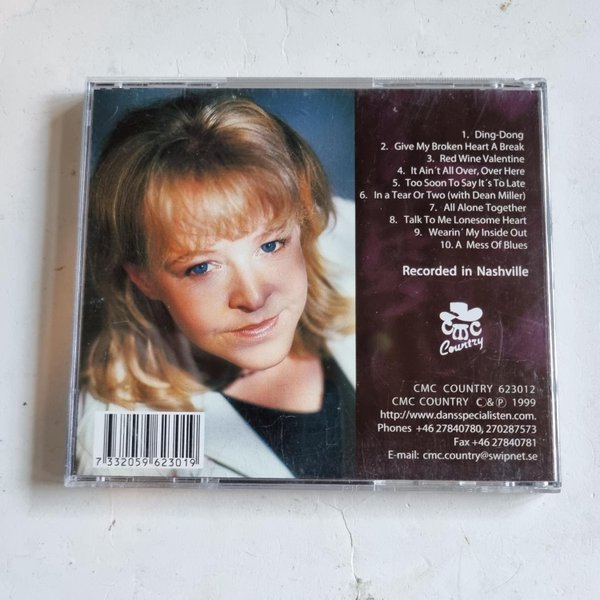 1. Ding-Dong
2. Give My Broken Heart A Break
3. Red Wine Valentine
4. It Ain´t All Over, Over Here
5. Too Soon To Say It´s To Late
6. In a Tear Or Two (with Dean Miller)
7. All Alone Together
8. Talk To Me Lonesome Heart
9. Wearin´ My Inside Out
10. A Mess Of Blues
Recorded in Nashville
CMC
Country
CMC COUNTRY 623012
CMC COUNTRY Ⓒ&Ⓟ 1999
http://www.dansspecialisten.com.
Phones +46 27840780, 270287573
Fax +46 27840781
E-mail: cmc.country@swipnet.se
7 332059 623019